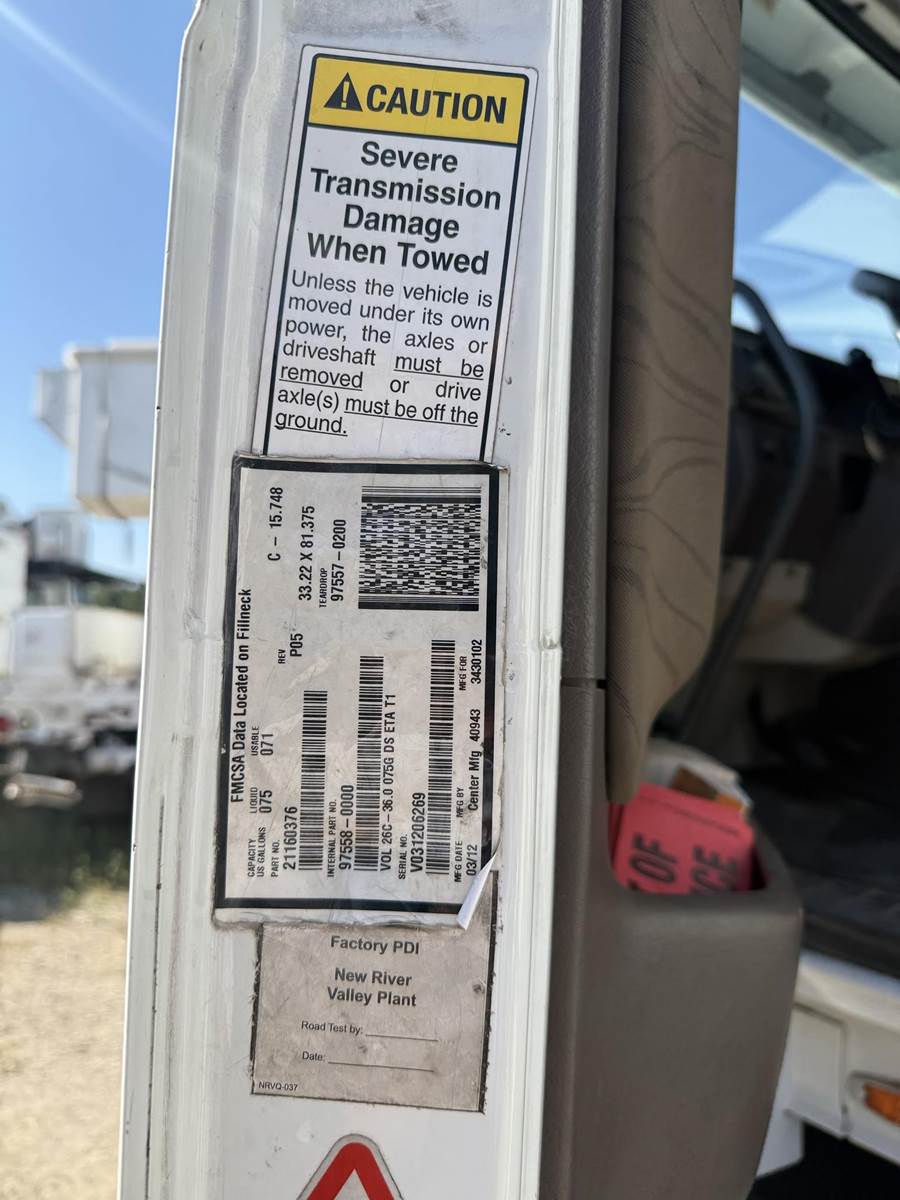 CAUTION
Severe
Transmission
Damage
When Towed
Unless the vehicle is
moved under its own
power, the axles or
driveshaft must be
removed or drive
axle(s) must be off the
ground.
FMCSA Data Located on Fillneck
CAPACITY
US GALLONS
LIQUID
075
USABLE
071
C - 15.748
PART NO.
21160376
REV
P05
33.22 X 81.375
TEARDROP
97557-0200
INTERNAL PART NO.
97558-0000
VOL 26C-36.0 075G DS ETA T1
SERIAL NO.
V031206269
MFG DATE
03/12
MFG BY
Center Mfg 40943
MFG FOR
3430102
Factory PDI
New River
Valley Plant
Road Test by:
Date:
NRVQ-037
OF
CE